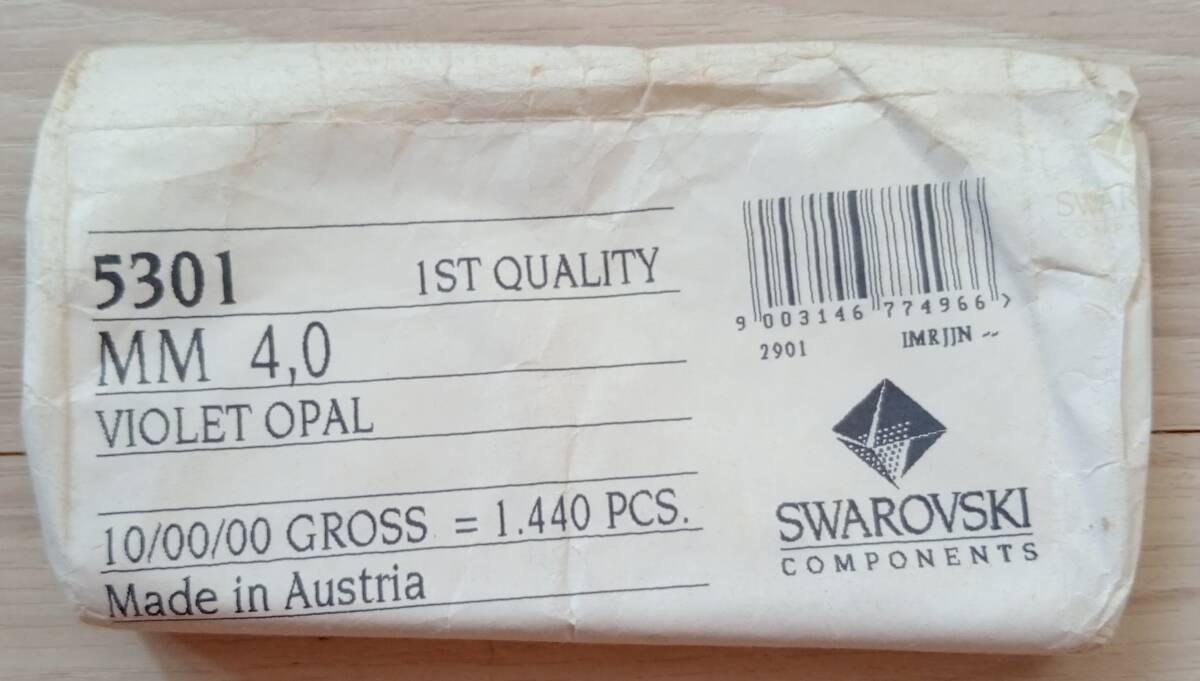 5301 1ST QUALITY
MM 4,0
VIOLET OPAL
10/00/00 GROSS = 1.440 PCS.
Made in Austria
9 003146 774966 >
2901 IMRJJN --
SWAROVSKI
COMPONENTS